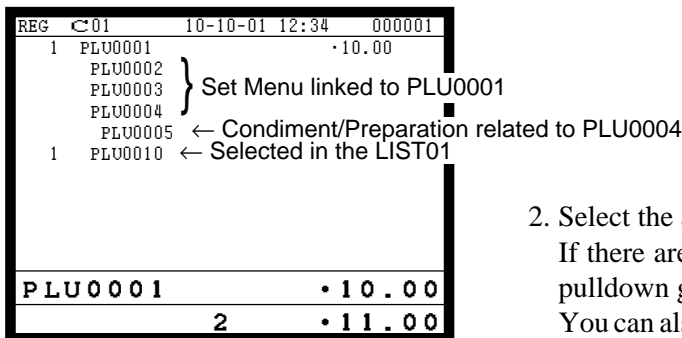 REG C01 10-10-01 12:34 000001
1 PLU0001 ·10.00
PLU0002
PLU0003 Set Menu linked to PLU0001
PLU0004
PLU0005 ← Condiment/Preparation related to PLU0004
1 PLU0010 ← Selected in the LIST01
2. Select the
If there are
pulldown
You can
PLU0001 ·10.00
2 ·11.00